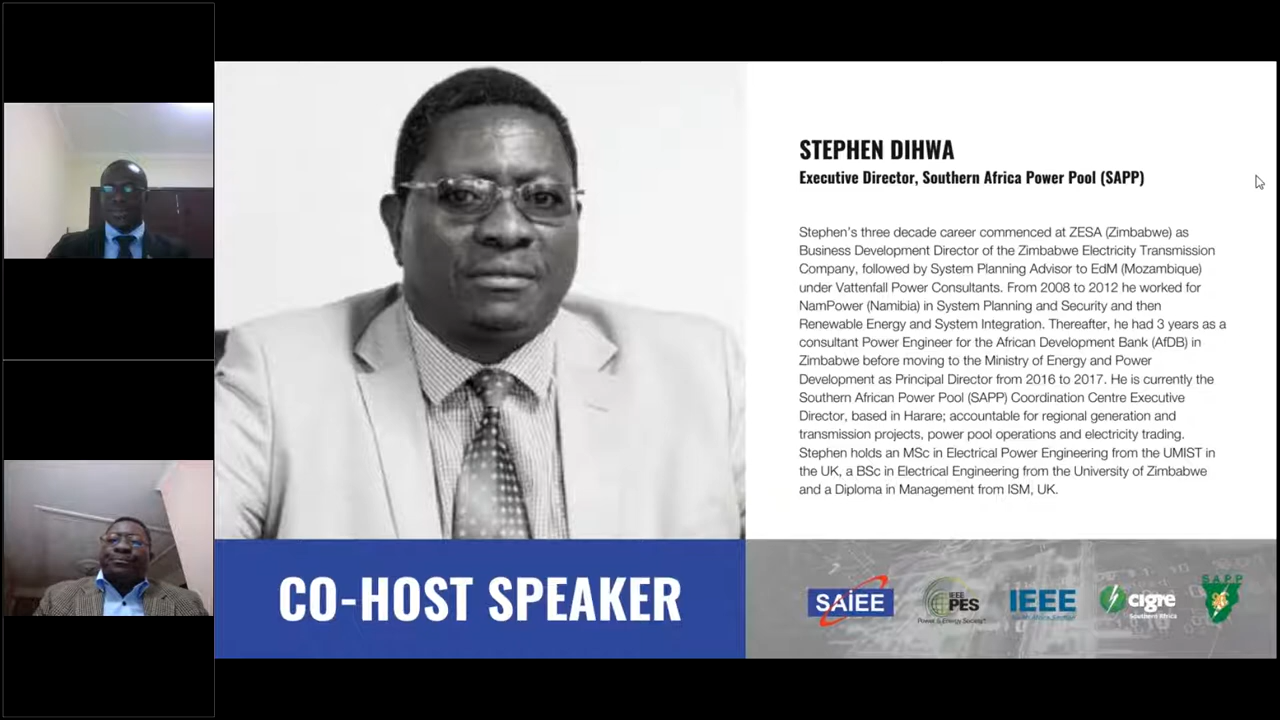 STEPHEN DIHWA
Executive Director, Southern Africa Power Pool (SAPP)
Stephen's three decade career commenced at ZESA (Zimbabwe) as
Business Development Director of the Zimbabwe Electricity Transmission
Company, followed by System Planning Advisor to EdM (Mozambique)
under Vattenfall Power Consultants. From 2008 to 2012 he worked for
NamPower (Namibia) in System Planning and Security and then
Renewable Energy and System Integration. Thereafter, he had 3 years as a
consultant Power Engineer for the African Development Bank (AfDB) in
Zimbabwe before moving to the Ministry of Energy and Power
Development as Principal Director from 2016 to 2017. He is currently the
Southern African Power Pool (SAPP) Coordination Centre Executive
Director, based in Harare; accountable for regional generation and
transmission projects, power pool operations and electricity trading.
Stephen holds an MSc in Electrical Power Engineering from the UMIST in
the UK, a BSc in Electrical Engineering from the University of Zimbabwe
and a Diploma in Management from ISM, UK.
CO-HOST SPEAKER
SAIEE
IEEE
PES
Power & Energy Society
IEEE
cigre
Southern Africa
SAPP